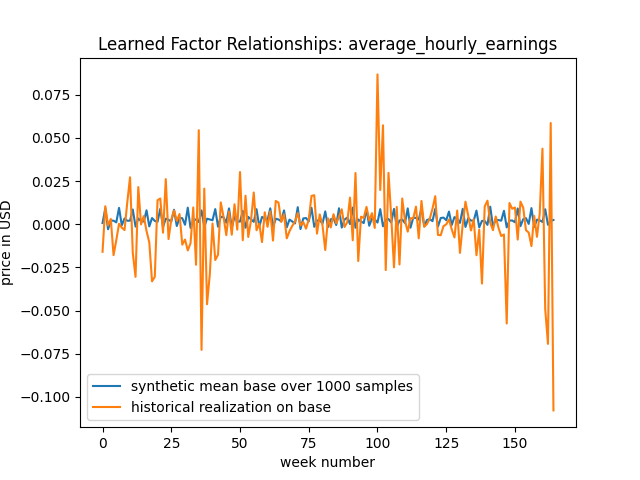 Learned Factor Relationships: average_hourly_earnings
price in USD
0.075
0.050
0.025
0.000
−0.025
−0.050
−0.075
−0.100
synthetic mean base over 1000 samples
historical realization on base
0 25 50 75 100 125 150
week number